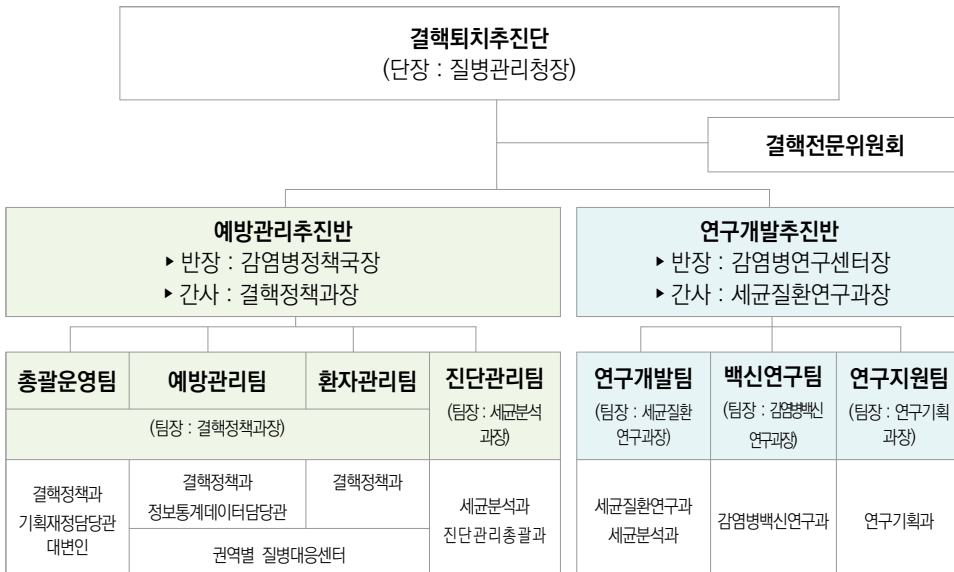 결핵퇴치추진단
(단장 : 질병관리청장)
결핵전문위원회
예방관리추진반
▶ 반장 : 감염병정책국장
▶ 간사 : 결핵정책과장
연구개발추진반
▶ 반장 : 감염병연구센터장
▶ 간사 : 세균질환연구과장
총괄운영팀
예방관리팀
환자관리팀
(팀장 : 결핵정책과장)
진단관리팀
(팀장 : 세균분석
과장)
연구개발팀
(팀장 : 세균질환
연구과장)
백신연구팀
(팀장 : 감염병백신
연구과장)
연구지원팀
(팀장 : 연구기획
과장)
결핵정책과
기획재정담당관
대변인
결핵정책과
정보통계데이터담당관
결핵정책과
권역별 질병대응센터
세균분석과
진단관리총괄과
세균질환연구과
세균분석과
감염병백신연구과
연구기획과